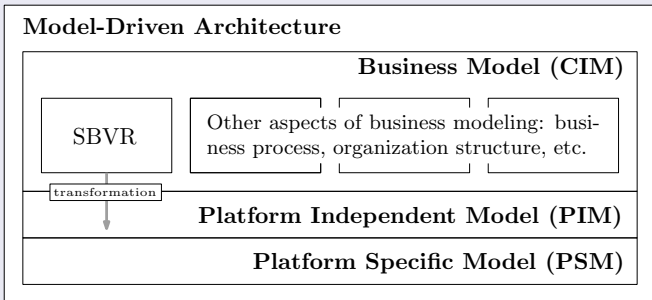 Model-Driven Architecture
Business Model (CIM)
SBVR
Other aspects of business modeling: busi-
ness process, organization structure, etc.
transformation
Platform Independent Model (PIM)
Platform Specific Model (PSM)